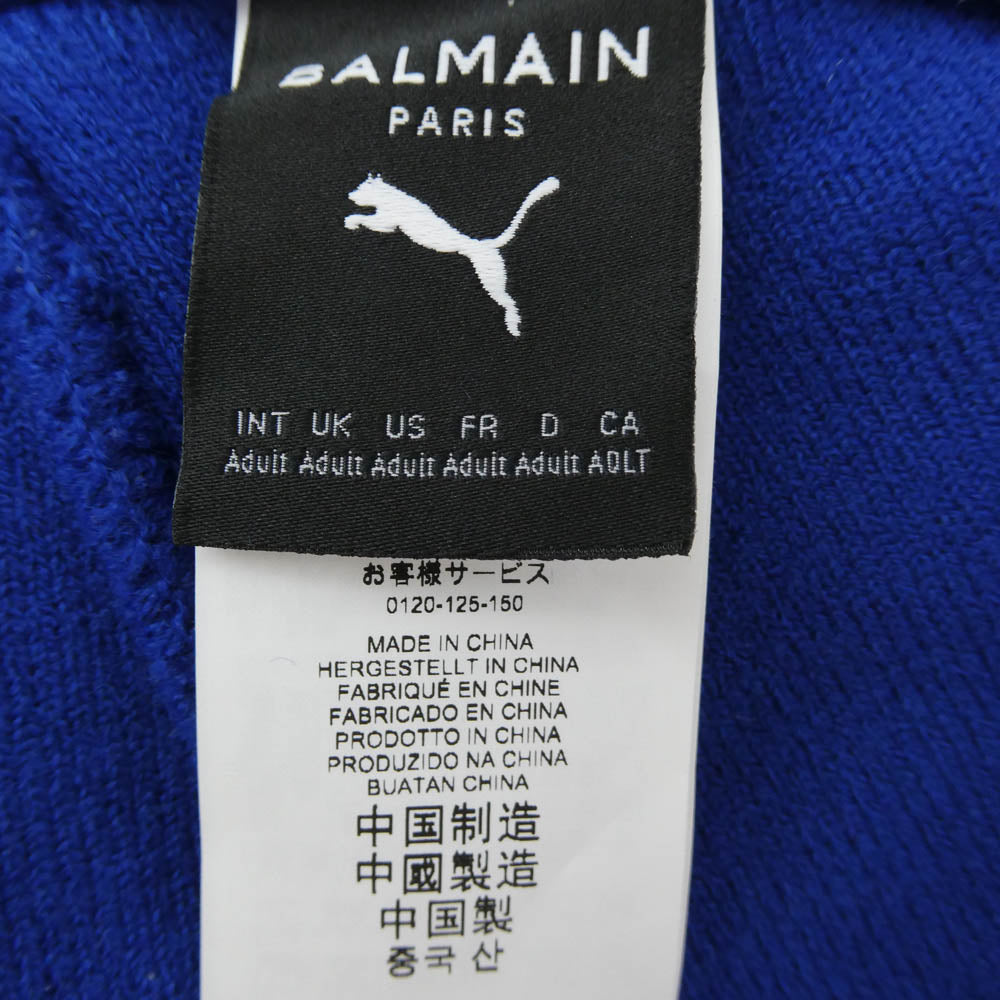 BALMAIN
PARIS
INT UK US FR D CA
Adult Adult Adult Adult Adult ADLT
お客様サービス
0120-125-150
MADE IN CHINA
HERGESTELLT IN CHINA
FABRIQUÉ EN CHINE
FABRICADO EN CHINA
PRODOTTO IN CHINA
PRODUZIDO NA CHINA
BUATAN CHINA
中国制造
中國製造
中国製
중국 산